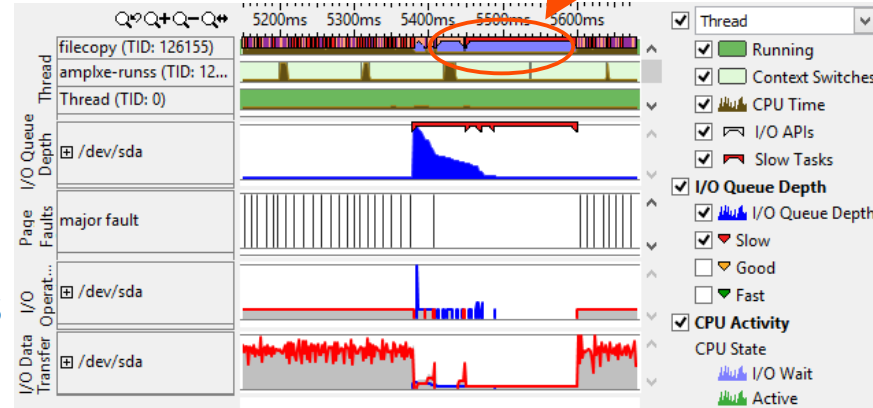 5200ms 5300ms 5400ms 5500ms 5600ms
Thread
filecopy (TID: 126155)
amplxe-runss (TID: 12...
Thread (TID: 0)
I/O Queue
Depth
/dev/sda
Page
Faults
major fault
I/O
Operat...
/dev/sda
I/O Data
Transfer
/dev/sda
Thread
Running
Context Switches
CPU Time
I/O APIs
Slow Tasks
I/O Queue Depth
I/O Queue Depth
Slow
Good
Fast
CPU Activity
CPU State
I/O Wait
Active